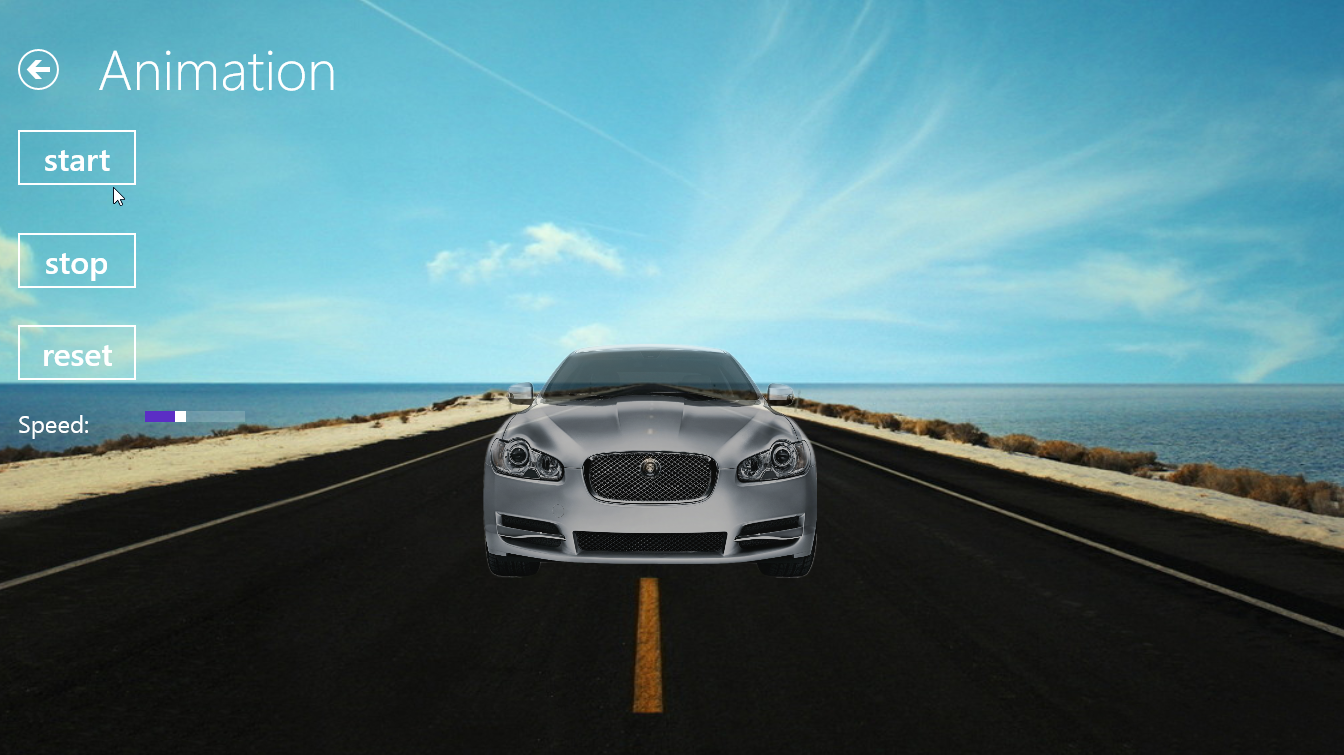 Animation
start
stop
reset
Speed: